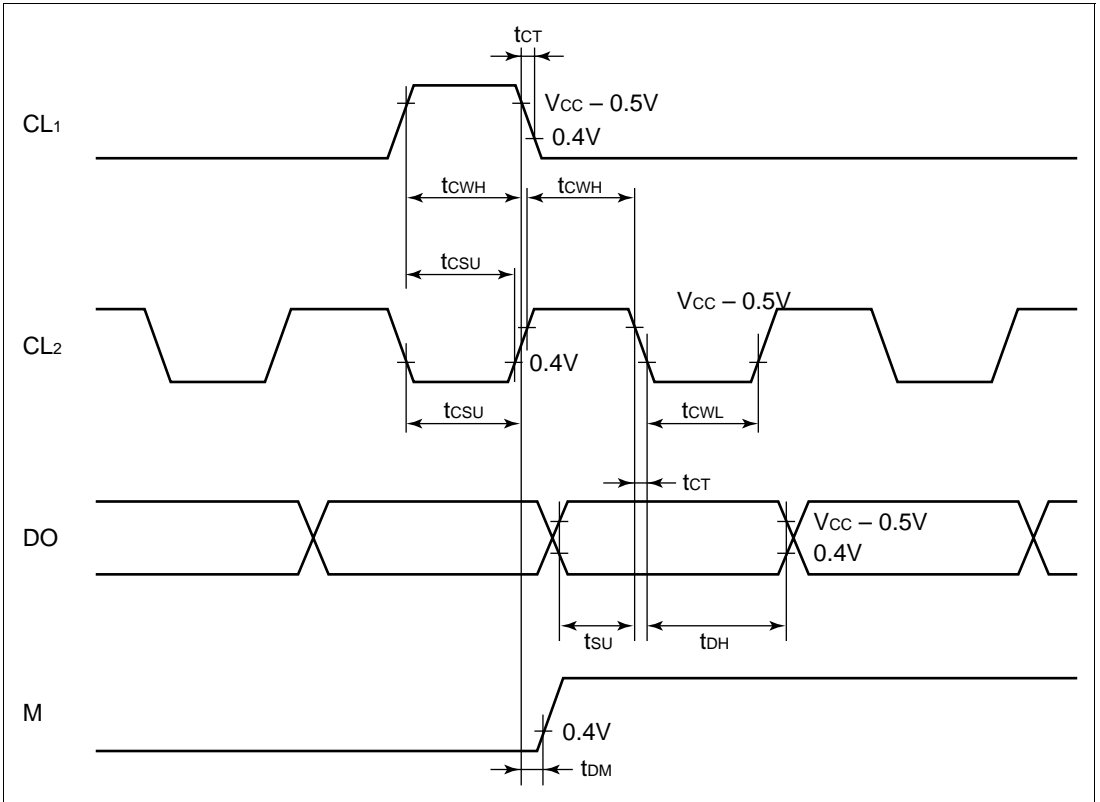 tCT
VCC – 0.5V
CL1
0.4V
tCWH
tCWH
tCSU
VCC – 0.5V
CL2
0.4V
tCSU
tCWL
tCT
VCC – 0.5V
DO
0.4V
tSU
tDH
M
0.4V
tDM